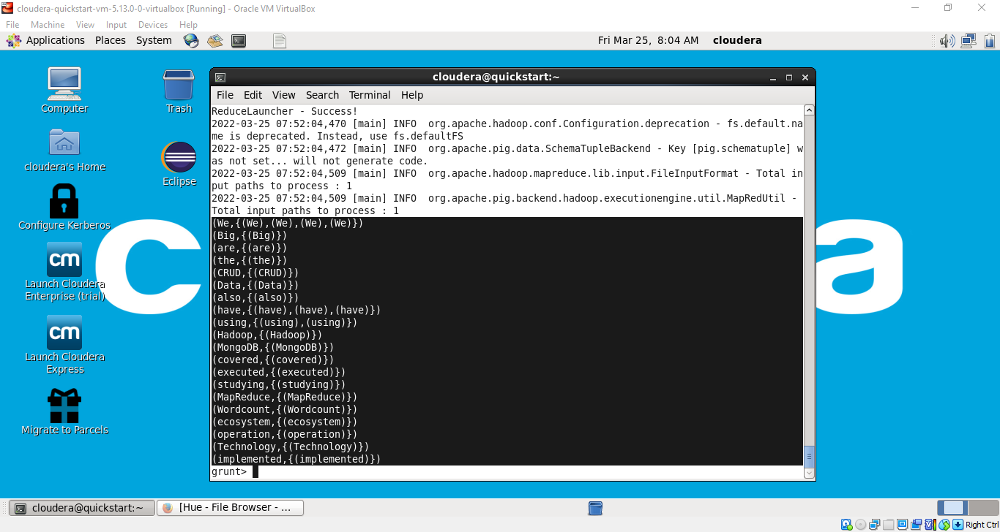 cloudera-quickstart-vm-5.13.0-0-virtualbox [Running] - Oracle VM VirtualBox
File Machine View Input Devices Help
Applications Places System Fri Mar 25, 8:04 AM cloudera
Computer
Trash
cloudera's Home
Eclipse
Configure Kerberos
cm
Launch Cloudera
Enterprise (trial)
cm
Launch Cloudera
Express
Migrate to Parcels
c
a
cloudera@quickstart:~
File Edit View Search Terminal Help
ReduceLauncher - Success!
2022-03-25 07:52:04,470 [main] INFO  org.apache.hadoop.conf.Configuration.deprecation - fs.default.na
me is deprecated. Instead, use fs.defaultFS
2022-03-25 07:52:04,472 [main] INFO  org.apache.pig.data.SchemaTupleBackend - Key [pig.schematuple] w
as not set... will not generate code.
2022-03-25 07:52:04,509 [main] INFO  org.apache.hadoop.mapreduce.lib.input.FileInputFormat - Total in
put paths to process : 1
2022-03-25 07:52:04,509 [main] INFO  org.apache.pig.backend.hadoop.executionengine.util.MapRedUtil -
Total input paths to process : 1
(We,{(We),(We),(We),(We)})
(Big,{(Big)})
(are,{(are)})
(the,{(the)})
(CRUD,{(CRUD)})
(Data,{(Data)})
(also,{(also)})
(have,{(have),(have),(have)})
(using,{(using),(using)})
(Hadoop,{(Hadoop)})
(MongoDB,{(MongoDB)})
(covered,{(covered)})
(executed,{(executed)})
(studying,{(studying)})
(MapReduce,{(MapReduce)})
(Wordcount,{(Wordcount)})
(ecosystem,{(ecosystem)})
(operation,{(operation)})
(Technology,{(Technology)})
(implemented,{(implemented)})
grunt>
cloudera@quickstart:~
[Hue - File Browser - ...
Right Ctrl